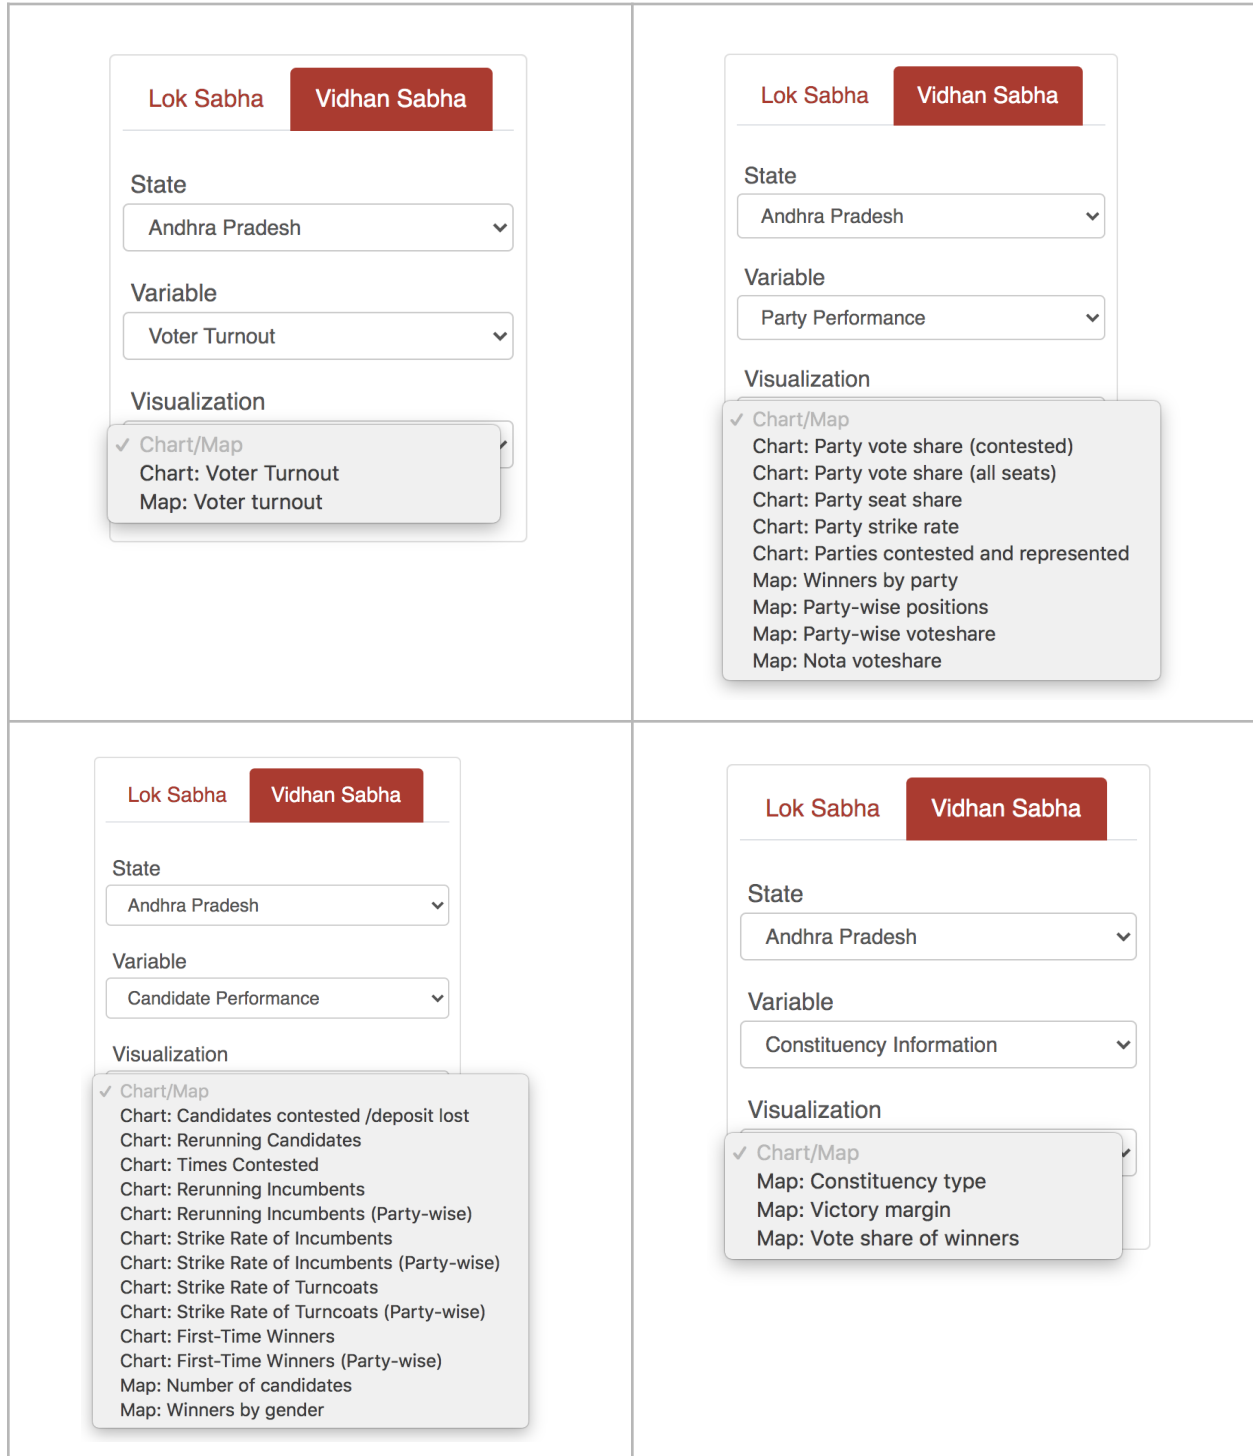 Lok Sabha Vidhan Sabha
State
Andhra Pradesh
Variable
Voter Turnout
Visualization
Chart/Map
Chart: Voter Turnout
Map: Voter turnout
Lok Sabha Vidhan Sabha
State
Andhra Pradesh
Variable
Party Performance
Visualization
Chart/Map
Chart: Party vote share (contested)
Chart: Party vote share (all seats)
Chart: Party seat share
Chart: Party strike rate
Chart: Parties contested and represented
Map: Winners by party
Map: Party-wise positions
Map: Party-wise voteshare
Map: Nota voteshare
Lok Sabha Vidhan Sabha
State
Andhra Pradesh
Variable
Candidate Performance
Visualization
Chart/Map
Chart: Candidates contested /deposit lost
Chart: Rerunning Candidates
Chart: Times Contested
Chart: Rerunning Incumbents
Chart: Rerunning Incumbents (Party-wise)
Chart: Strike Rate of Incumbents
Chart: Strike Rate of Incumbents (Party-wise)
Chart: Strike Rate of Turncoats
Chart: Strike Rate of Turncoats (Party-wise)
Chart: First-Time Winners
Chart: First-Time Winners (Party-wise)
Map: Number of candidates
Map: Winners by gender
Lok Sabha Vidhan Sabha
State
Andhra Pradesh
Variable
Constituency Information
Visualization
Chart/Map
Map: Constituency type
Map: Victory margin
Map: Vote share of winners